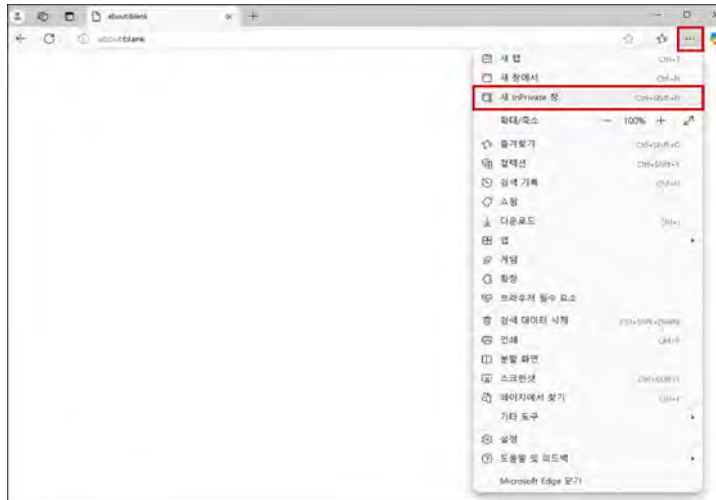 about:blank
about:blank
새 탭 Ctrl+T
새 창에서 Ctrl+N
새 InPrivate 창 Ctrl+Shift+N
확대/축소 — 100% +
즐겨찾기 Ctrl+Shift+O
컬렉션 Ctrl+Shift+Y
검색 기록 Ctrl+H
쇼핑
다운로드 Ctrl+J
앱
게임
확장
브라우저 필수 요소
검색 데이터 삭제 Ctrl+Shift+Delete
인쇄 Ctrl+P
분할 화면
스크린샷 Ctrl+Shift+S
페이지에서 찾기 Ctrl+F
기타 도구
설정
도움말 및 피드백
Microsoft Edge 닫기